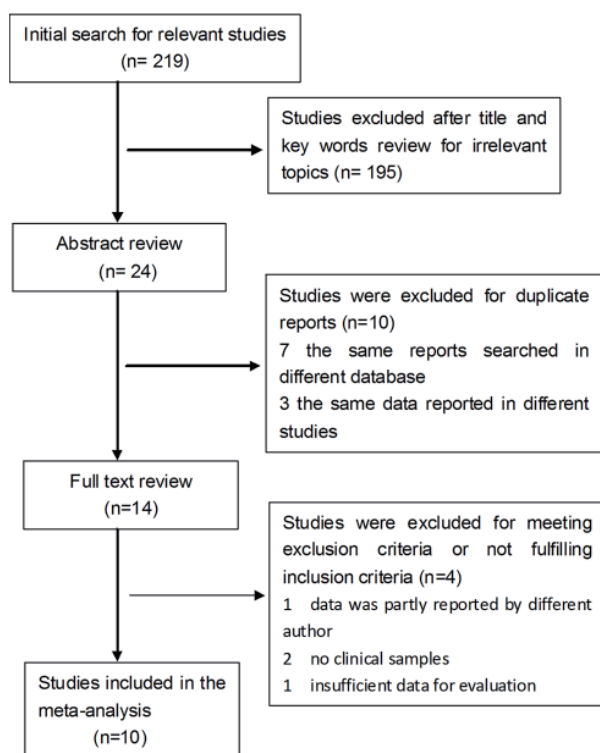 Initial search for relevant studies
(n= 219)
Studies excluded after title and
key words review for irrelevant
topics (n= 195)
Abstract review
(n= 24)
Studies were excluded for duplicate
reports (n=10)
7 the same reports searched in
different database
3 the same data reported in different
studies
Full text review
(n=14)
Studies were excluded for meeting
exclusion criteria or not fulfilling
inclusion criteria (n=4)
1 data was partly reported by different
author
2 no clinical samples
1 insufficient data for evaluation
Studies included in the
meta-analysis
(n=10)